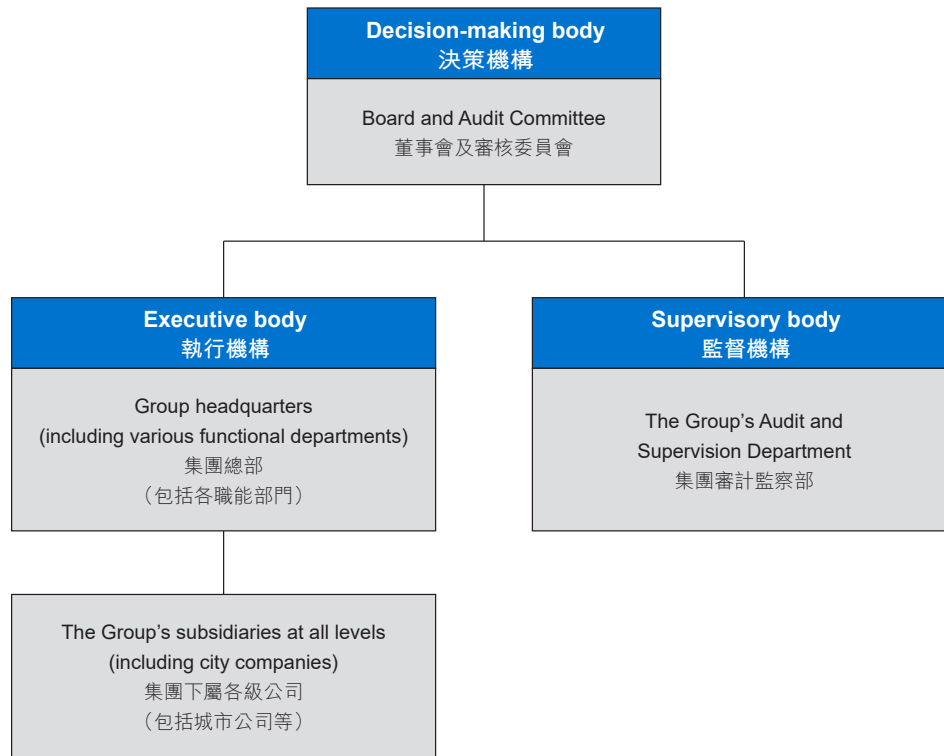 Decision-making body
決策機構
Board and Audit Committee
董事會及審核委員會
Executive body
執行機構
Group headquarters
(including various functional departments)
集團總部
（包括各職能部門）
Supervisory body
監督機構
The Group’s Audit and
Supervision Department
集團審計監察部
The Group’s subsidiaries at all levels
(including city companies)
集團下屬各級公司
（包括城市公司等）